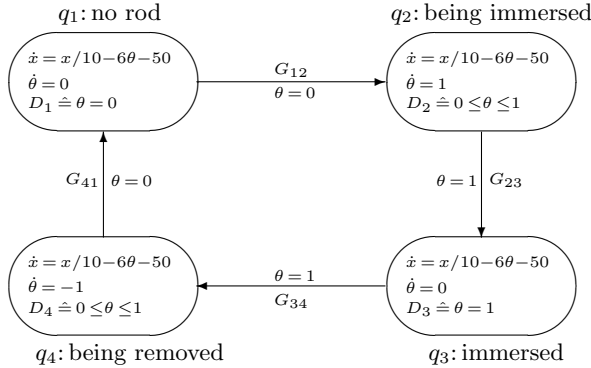 q₁: no rod
q₂: being immersed
ẋ = x/10−6θ−50
θ̇ = 0
D₁ ≙ θ = 0
G₁₂
θ = 0
ẋ = x/10−6θ−50
θ̇ = 1
D₂ ≙ 0 ≤ θ ≤ 1
G₄₁ θ = 0
θ = 1 G₂₃
ẋ = x/10−6θ−50
θ̇ = −1
D₄ ≙ 0 ≤ θ ≤ 1
θ = 1
G₃₄
ẋ = x/10−6θ−50
θ̇ = 0
D₃ ≙ θ = 1
q₄: being removed
q₃: immersed